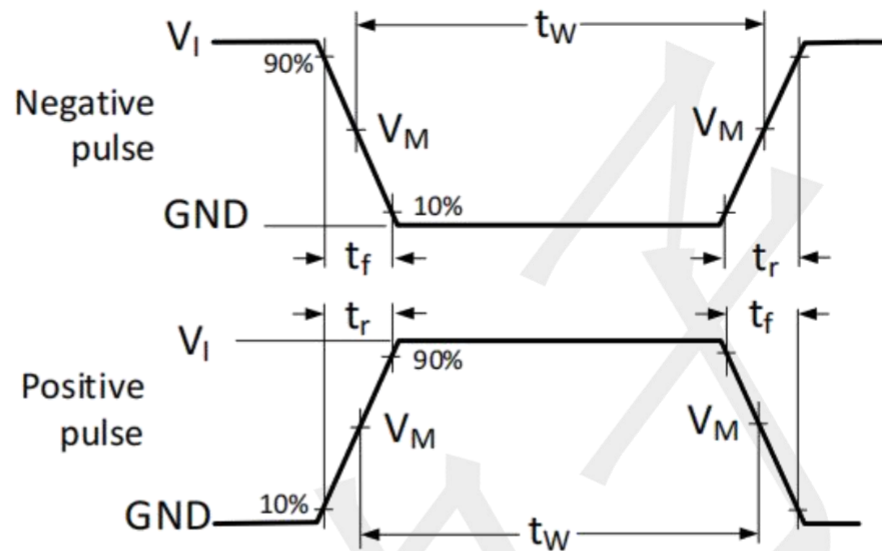 tW
VI
90%
Negative
pulse
VM
VM
GND
10%
tf
tr
tr
tf
VI
90%
Positive
pulse
VM
VM
10%
GND
tW